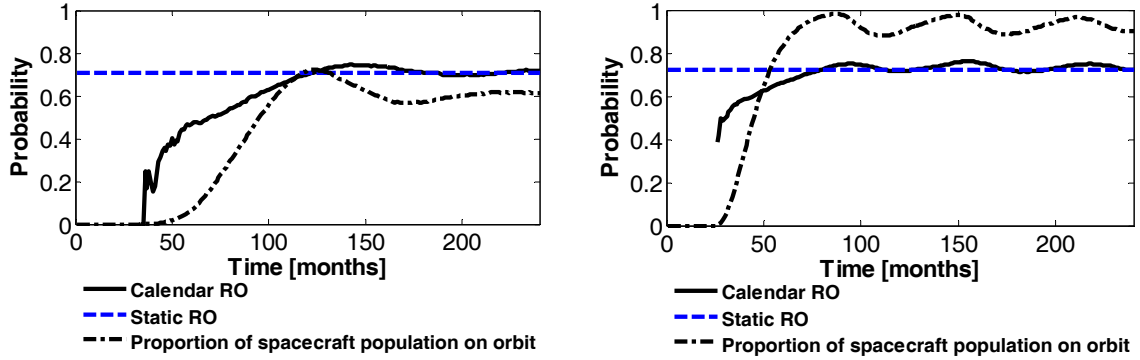 1
0.8
0.6
0.4
0.2
0
Probability
0 50 100 150 200
Time [months]
Calendar RO
Static RO
Proportion of spacecraft population on orbit
1
0.8
0.6
0.4
0.2
0
Probability
0 50 100 150 200
Time [months]
Calendar RO
Static RO
Proportion of spacecraft population on orbit